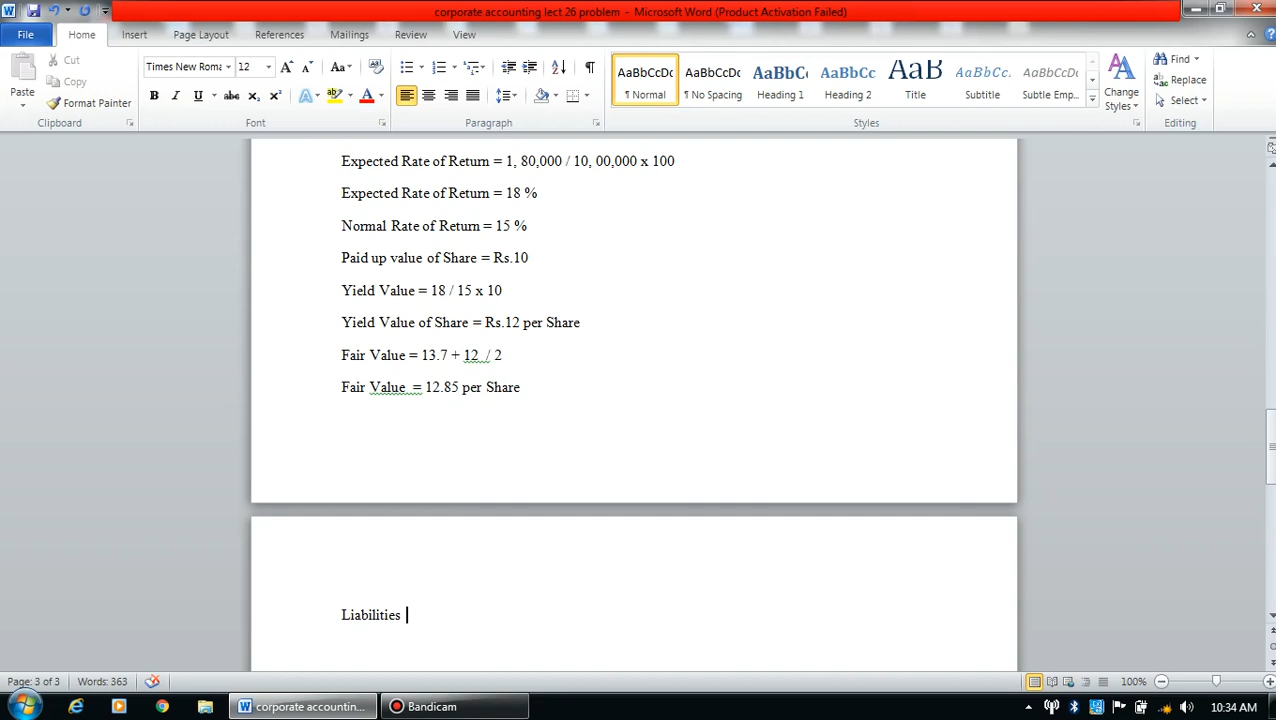 corporate accounting lect 26 problem - Microsoft Word (Product Activation Failed)
File Home Insert Page Layout References Mailings Review View
Paste Cut Copy Format Painter Clipboard
Times New Roma 12 Aa Font
B I U abc X₂ X² A A
Paragraph
AaBbCcDc AaBbCcDc AaBbC AaBbCc AaB AaBbCc. AaBbCcDc
¶ Normal ¶ No Spacing Heading 1 Heading 2 Title Subtitle Subtle Emp...
Change Styles Styles
Find Replace Select Editing
Expected Rate of Return = 1, 80,000 / 10, 00,000 x 100
Expected Rate of Return = 18 %
Normal Rate of Return = 15 %
Paid up value of Share = Rs.10
Yield Value = 18 / 15 x 10
Yield Value of Share = Rs.12 per Share
Fair Value = 13.7 + 12 / 2
Fair Value = 12.85 per Share
Liabilities
Page: 3 of 3 Words: 363 100%
corporate accountin... Bandicam 10:34 AM